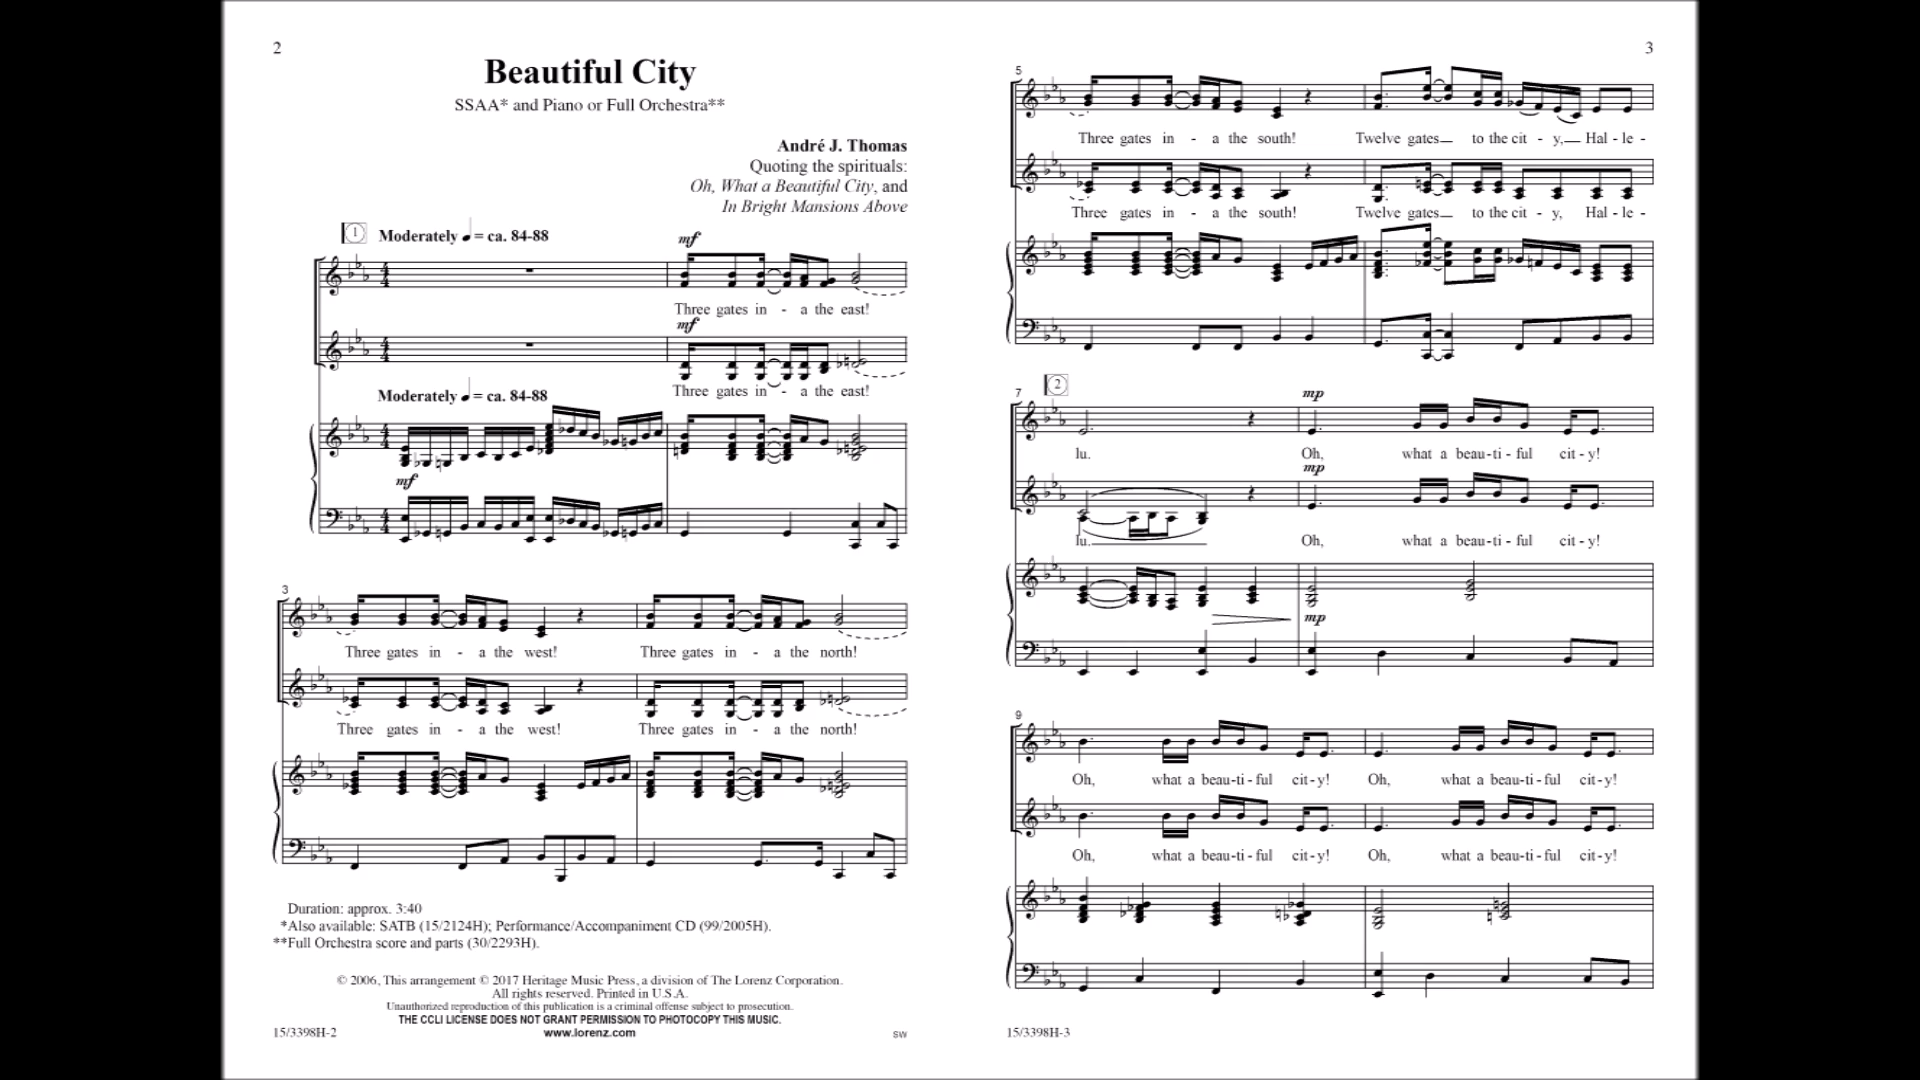 2
Beautiful City
SSAA* and Piano or Full Orchestra**
André J. Thomas
Quoting the spirituals:
Oh, What a Beautiful City, and
In Bright Mansions Above
1 Moderately ♩ = ca. 84-88
mf
Three gates in - a the east!
mf
Three gates in - a the east!
Moderately ♩ = ca. 84-88
mf
3
Three gates in - a the west! Three gates in - a the north!
Three gates in - a the west! Three gates in - a the north!
Duration: approx. 3:40
*Also available: SATB (15/2124H); Performance/Accompaniment CD (99/2005H).
**Full Orchestra score and parts (30/2293H).
© 2006, This arrangement © 2017 Heritage Music Press, a division of The Lorenz Corporation.
All rights reserved. Printed in U.S.A.
Unauthorized reproduction of this publication is a criminal offense subject to prosecution.
THE CCLI LICENSE DOES NOT GRANT PERMISSION TO PHOTOCOPY THIS MUSIC.
www.lorenz.com
15/3398H-2
SW
3
5
Three gates in - a the south! Twelve gates to the cit - y, Hal - le -
Three gates in - a the south! Twelve gates to the cit - y, Hal - le -
7
2
mp
lu. Oh, what a beau-ti - ful cit - y!
mp
lu. Oh, what a beau-ti - ful cit - y!
mp
9
Oh, what a beau-ti - ful cit - y! Oh, what a beau-ti - ful cit - y!
Oh, what a beau-ti - ful cit - y! Oh, what a beau-ti - ful cit - y!
15/3398H-3